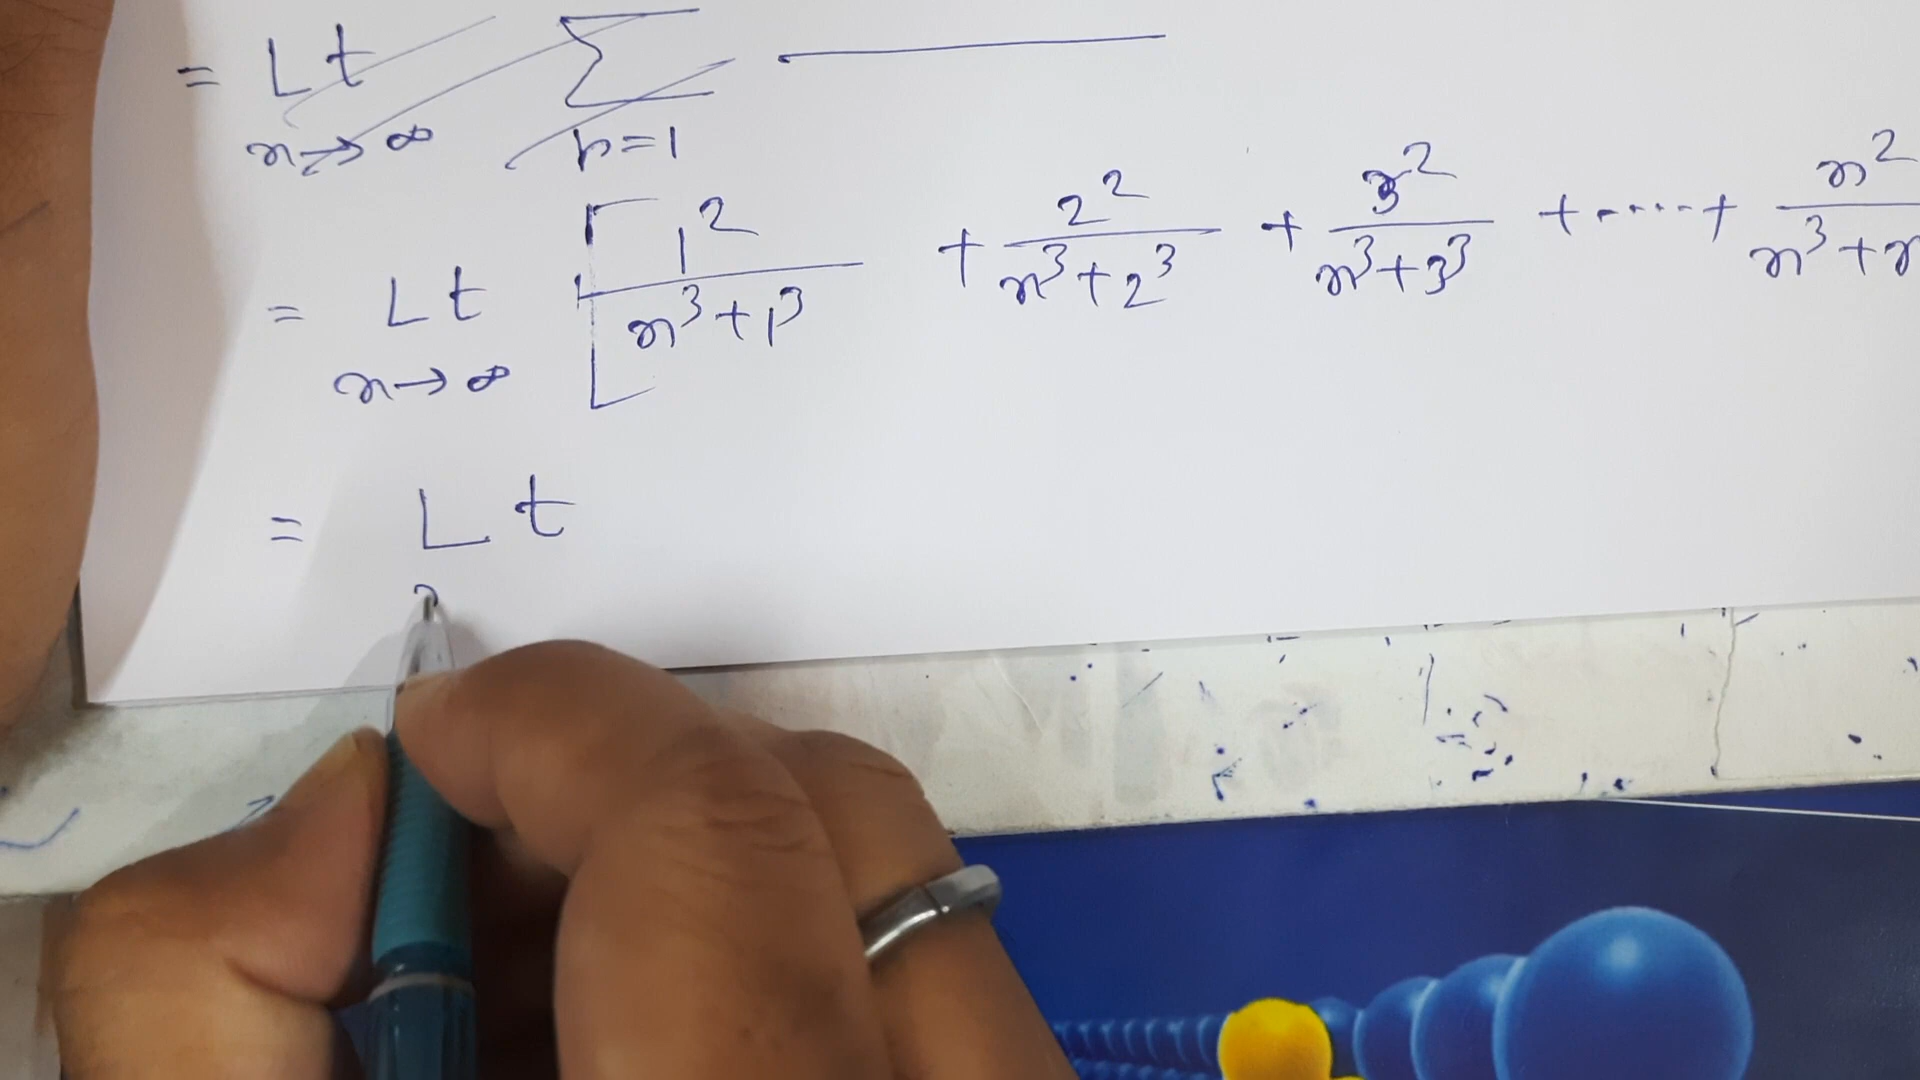 = Lt Σ
n→∞ r=1
= Lt [ 1²/(n³+1³) + 2²/(n³+2³) + 3²/(n³+3³) + ..... + n²/(n³+n
n→∞
= Lt